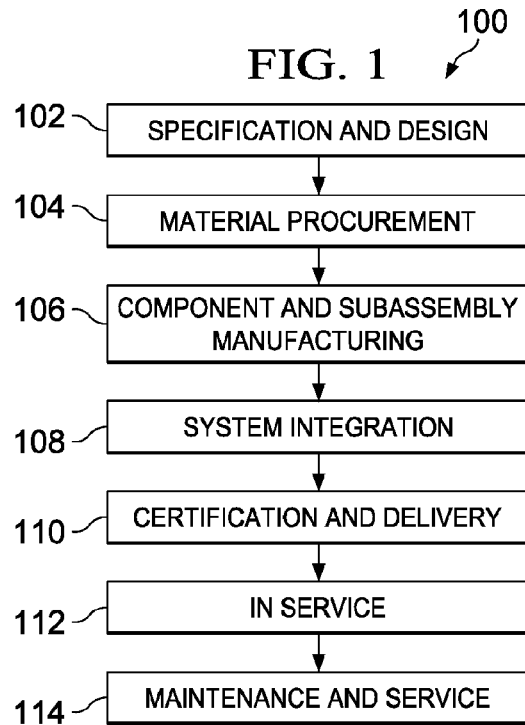 100
FIG. 1
102
SPECIFICATION AND DESIGN
104
MATERIAL PROCUREMENT
106
COMPONENT AND SUBASSEMBLY
MANUFACTURING
108
SYSTEM INTEGRATION
110
CERTIFICATION AND DELIVERY
112
IN SERVICE
114
MAINTENANCE AND SERVICE